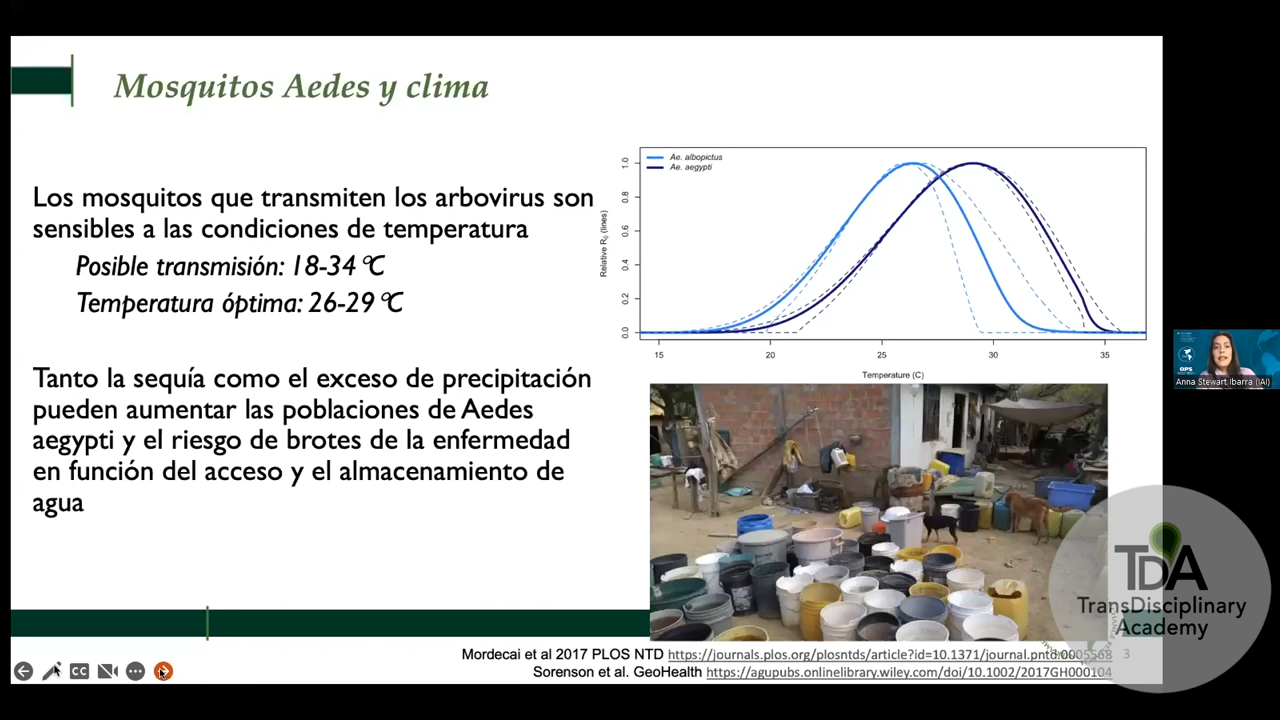 Mosquitos Aedes y clima
Los mosquitos que transmiten los arbovirus son
sensibles a las condiciones de temperatura
Posible transmisión: 18-34 °C
Temperatura óptima: 26-29 °C
Tanto la sequía como el exceso de precipitación
pueden aumentar las poblaciones de Aedes
aegypti y el riesgo de brotes de la enfermedad
en función del acceso y el almacenamiento de
agua
Ae. albopictus
Ae. aegypti
Relative R0 (lines)
1.0
0.8
0.6
0.4
0.2
0.0
15 20 25 30 35
Temperature (C)
OPS
Anna Stewart Ibarra (IAI)
TDA
TransDisciplinary
Academy
Mordecai et al 2017 PLOS NTD https://journals.plos.org/plosntds/article?id=10.1371/journal.pntd.0005568 3
Sorenson et al. GeoHealth https://agupubs.onlinelibrary.wiley.com/doi/10.1002/2017GH000104
CC